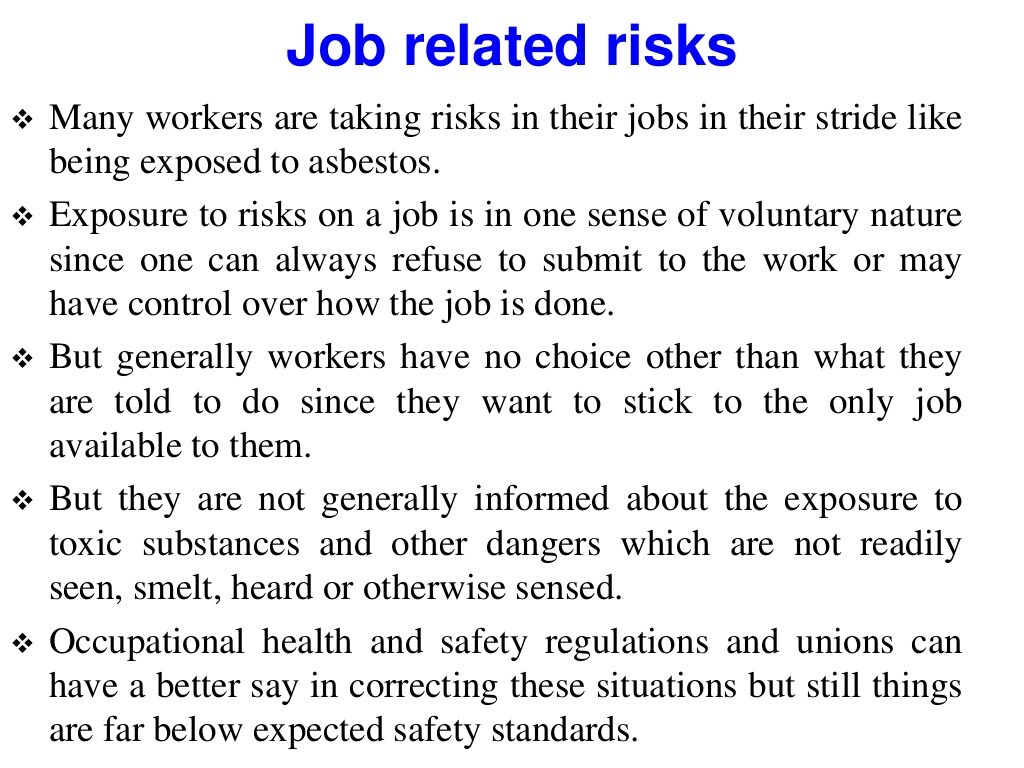 Job related risks
❖ Many workers are taking risks in their jobs in their stride like
being exposed to asbestos.
❖ Exposure to risks on a job is in one sense of voluntary nature
since one can always refuse to submit to the work or may
have control over how the job is done.
❖ But generally workers have no choice other than what they
are told to do since they want to stick to the only job
available to them.
❖ But they are not generally informed about the exposure to
toxic substances and other dangers which are not readily
seen, smelt, heard or otherwise sensed.
❖ Occupational health and safety regulations and unions can
have a better say in correcting these situations but still things
are far below expected safety standards.